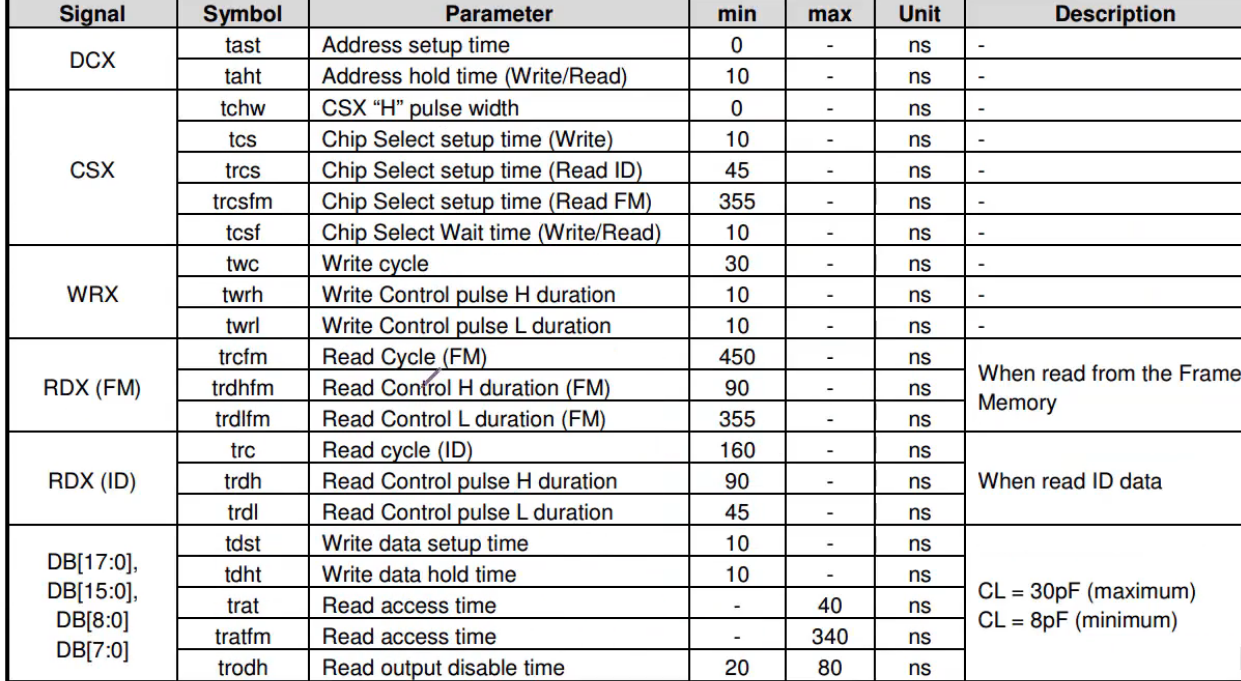 Signal Symbol Parameter min max Unit Description
DCX tast Address setup time 0 - ns -
taht Address hold time (Write/Read) 10 - ns -
CSX tchw CSX “H” pulse width 0 - ns -
tcs Chip Select setup time (Write) 10 - ns -
trcs Chip Select setup time (Read ID) 45 - ns -
trcsfm Chip Select setup time (Read FM) 355 - ns -
tcsf Chip Select Wait time (Write/Read) 10 - ns -
WRX twc Write cycle 30 - ns -
twrh Write Control pulse H duration 10 - ns -
twrl Write Control pulse L duration 10 - ns -
RDX (FM) trcfm Read Cycle (FM) 450 - ns When read from the Frame
trdhfm Read Control H duration (FM) 90 - ns Memory
trdlfm Read Control L duration (FM) 355 - ns
RDX (ID) trc Read cycle (ID) 160 - ns When read ID data
trdh Read Control pulse H duration 90 - ns
trdl Read Control pulse L duration 45 - ns
DB[17:0], tdst Write data setup time 10 - ns CL = 30pF (maximum)
DB[15:0], tdht Write data hold time 10 - ns CL = 8pF (minimum)
DB[8:0] trat Read access time - 40 ns
DB[7:0] tratfm Read access time - 340 ns
trodh Read output disable time 20 80 ns